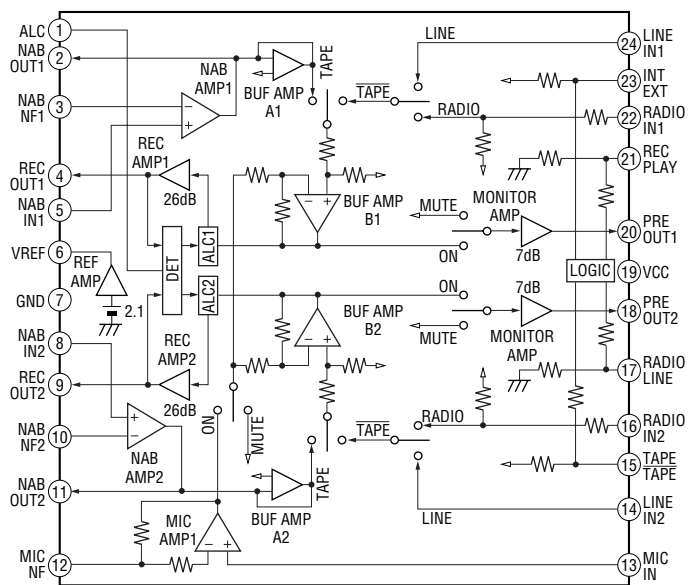 ALC
1
NAB
OUT1
2
NAB
NF1
3
REC
OUT1
4
NAB
IN1
5
VREF
6
GND
7
NAB
IN2
8
REC
OUT2
9
NAB
NF2
10
NAB
OUT2
11
MIC
NF
12
LINE
IN1
24
INT
EXT
23
RADIO
IN1
22
REC
PLAY
21
PRE
OUT1
20
VCC
19
PRE
OUT2
18
RADIO
LINE
17
RADIO
IN2
16
TAPE
TAPE
15
LINE
IN2
14
MIC
IN
13
NAB
AMP1
BUF AMP
A1
TAPE
TAPE
LINE
RADIO
REC
AMP1
26dB
ALC1
BUF AMP
B1
MUTE
ON
MONITOR
AMP
7dB
LOGIC
REF
AMP
2.1
DET
ALC2
REC
AMP2
26dB
BUF AMP
B2
ON
MUTE
7dB
MONITOR
AMP
NAB
AMP2
ON
MUTE
BUF AMP
A2
TAPE
TAPE
RADIO
LINE
MIC
AMP1